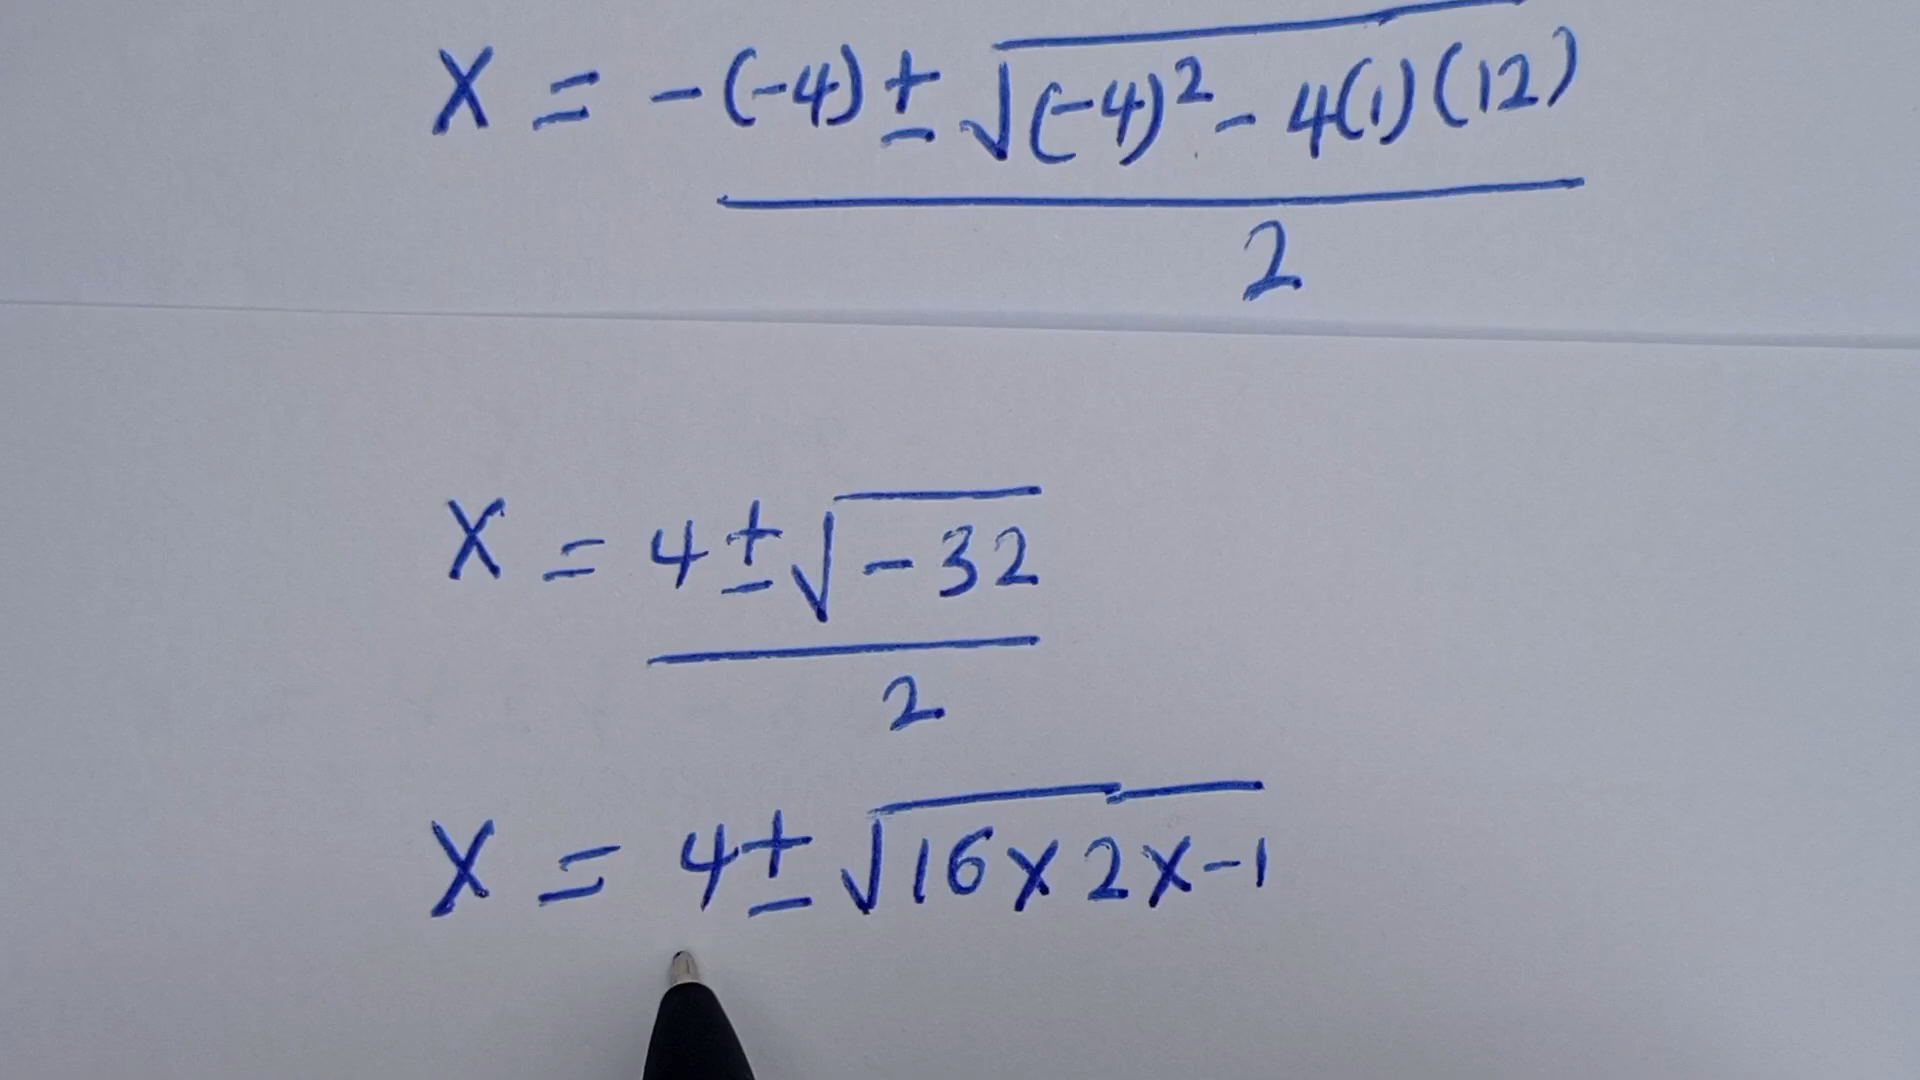 X = -(-4) ± √(-4)² - 4(1)(12)
2
X = 4 ± √-32
2
X = 4 ± √16 x 2 x -1